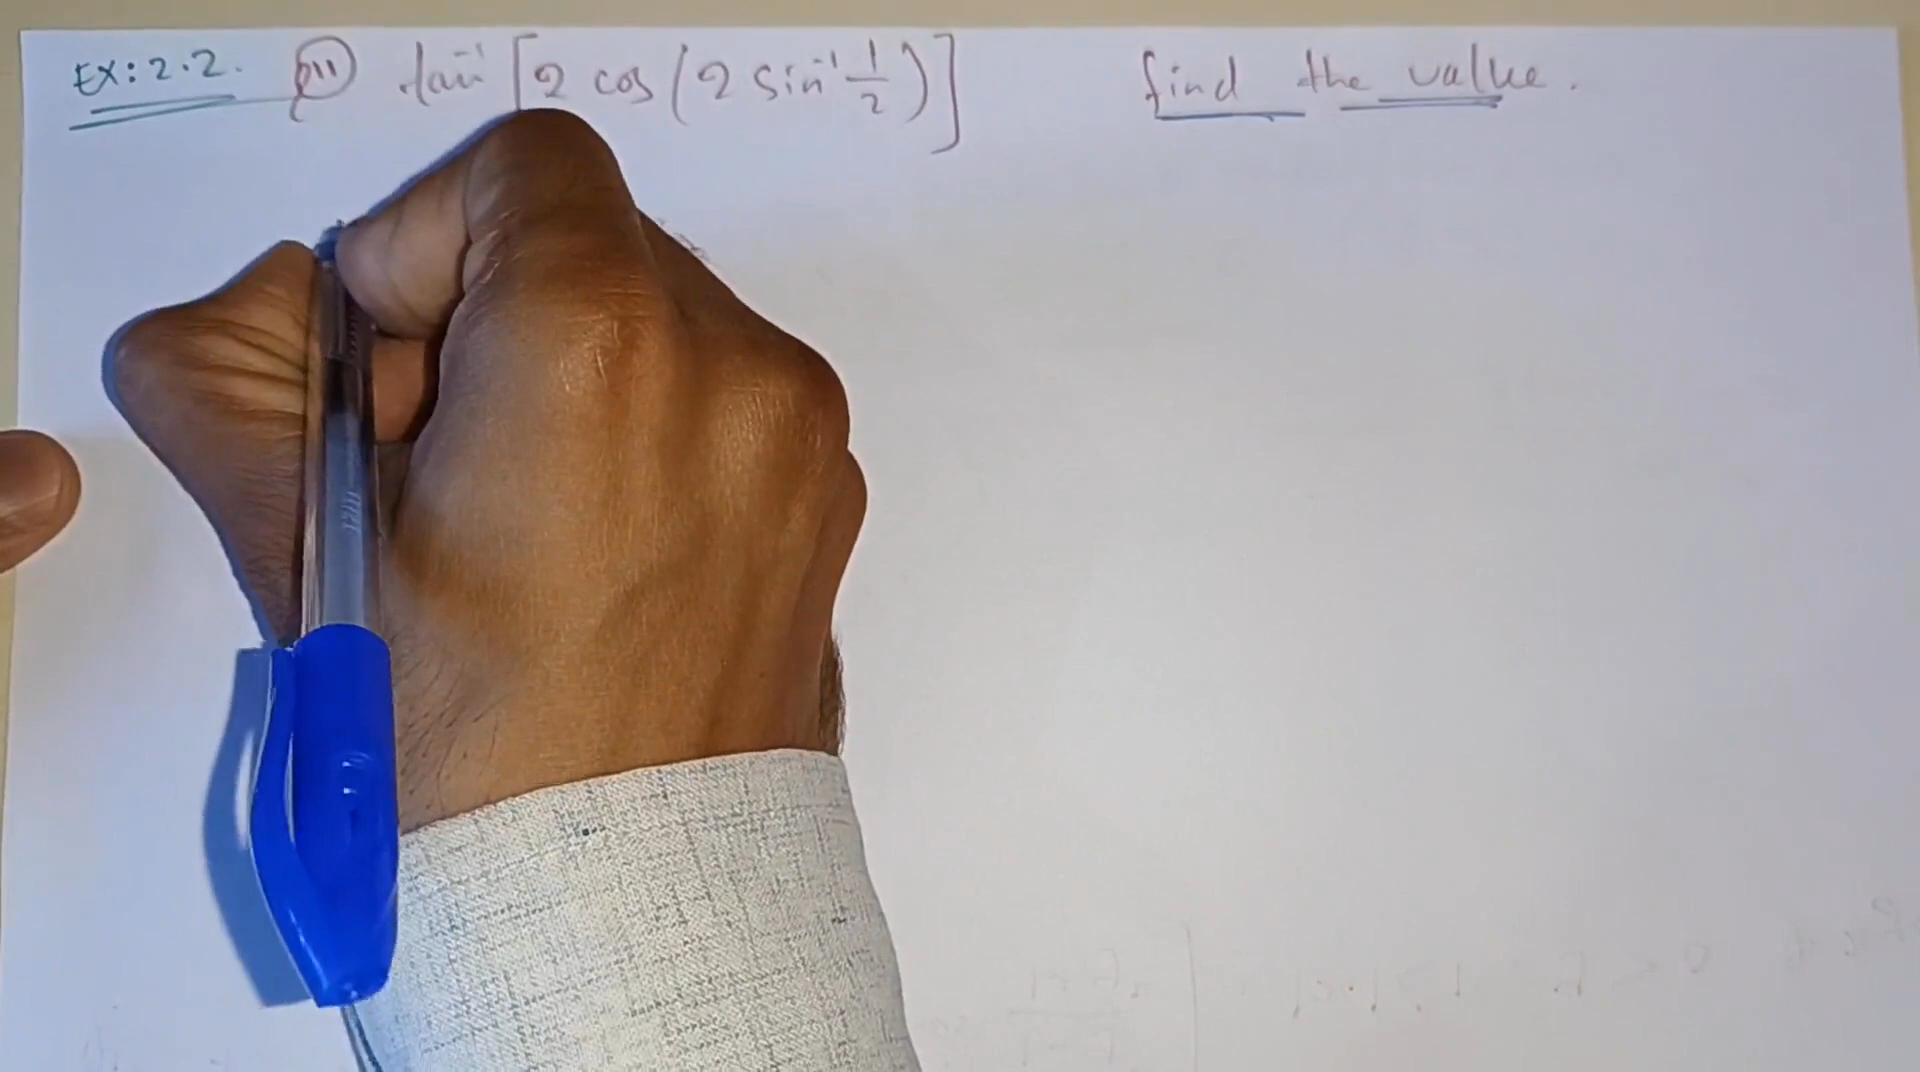 EX: 2.2. 11 tan⁻¹ [2 cos (2 sin⁻¹ 1/2)] find the value.